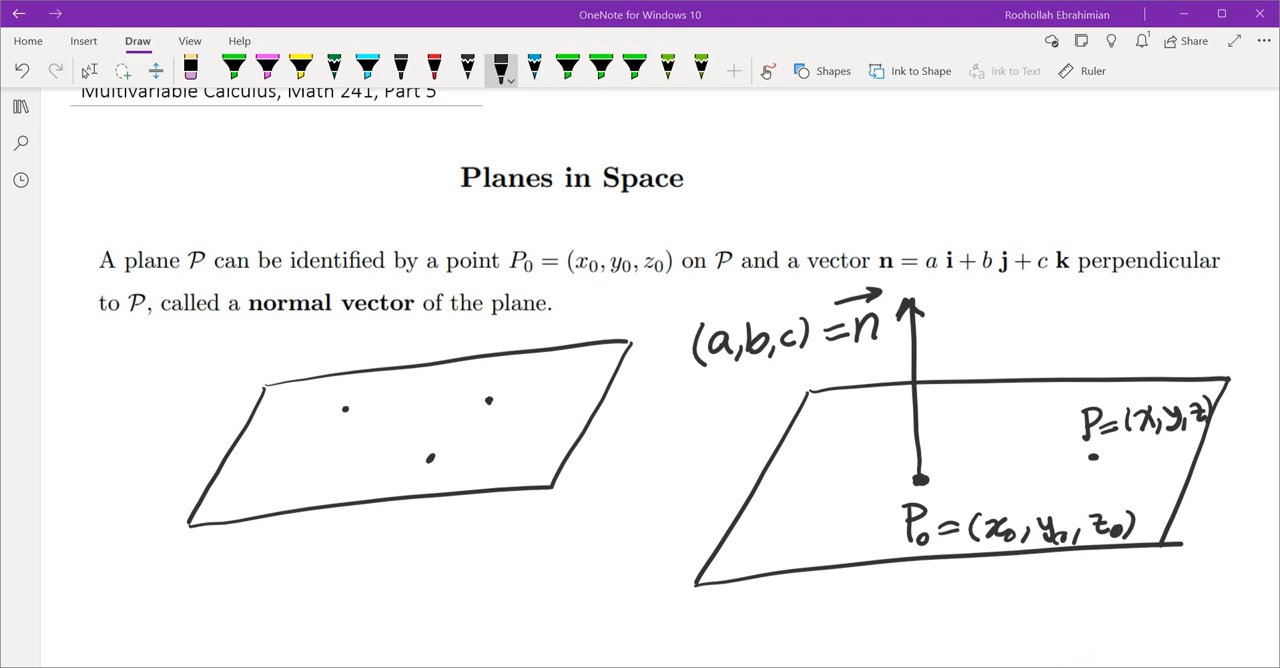 OneNote for Windows 10
Roohollah Ebrahimian
Home Insert Draw View Help
Share
Shapes Ink to Shape Ink to Text Ruler
Multivariable Calculus, Math 241, Part 5
Planes in Space
A plane 𝒫 can be identified by a point P₀ = (x₀, y₀, z₀) on 𝒫 and a vector n = a i + b j + c k perpendicular
to 𝒫, called a normal vector of the plane.
(a,b,c) = n⃗
P=(x,y,z)
P₀=(x₀,y₀,z₀)